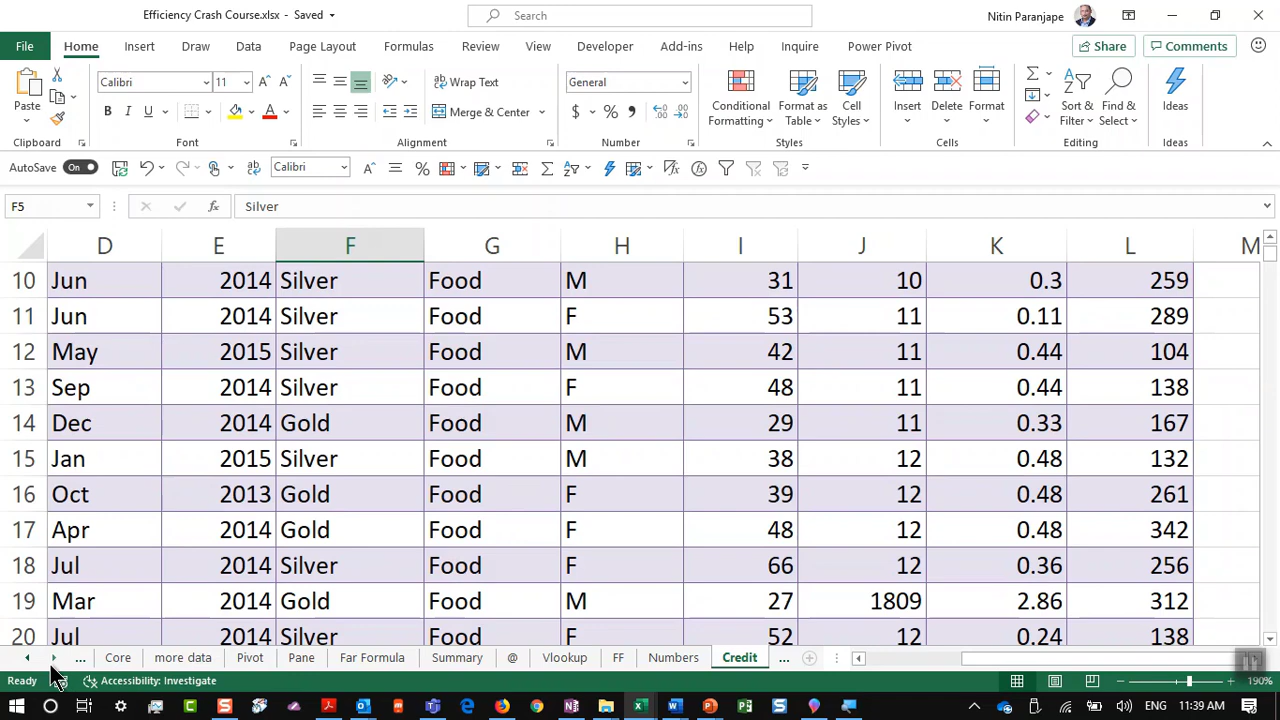 Efficiency Crash Course.xlsx - Saved
Search
Nitin Paranjape
File Home Insert Draw Data Page Layout Formulas Review View Developer Add-ins Help Inquire Power Pivot Share Comments
Calibri 11 Wrap Text General
Paste B I U Merge & Center $ % Conditional Formatting Format as Table Cell Styles Insert Delete Format Sort & Filter Find & Select Ideas
Clipboard Font Alignment Number Styles Cells Editing Ideas
AutoSave On Calibri
F5 Silver
D E F G H I J K L M
10 Jun 2014 Silver Food M 31 10 0.3 259
11 Jun 2014 Silver Food F 53 11 0.11 289
12 May 2015 Silver Food M 42 11 0.44 104
13 Sep 2014 Silver Food F 48 11 0.44 138
14 Dec 2014 Gold Food M 29 11 0.33 167
15 Jan 2015 Silver Food M 38 12 0.48 132
16 Oct 2013 Gold Food F 39 12 0.48 261
17 Apr 2014 Gold Food F 48 12 0.48 342
18 Jul 2014 Silver Food F 66 12 0.36 256
19 Mar 2014 Gold Food M 27 1809 2.86 312
20 Jul 2014 Silver Food F 52 12 0.24 138
... Core more data Pivot Pane Far Formula Summary @ Vlookup FF Numbers Credit ...
Ready Accessibility: Investigate 190%
ENG 11:39 AM